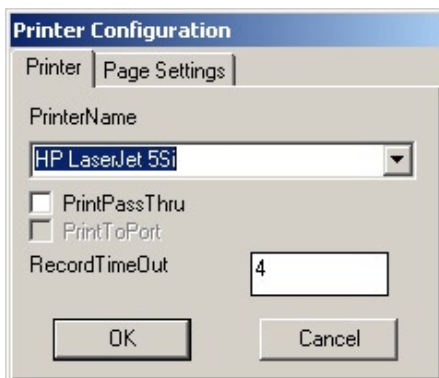 Printer Configuration
Printer Page Settings
PrinterName
HP LaserJet 5Si
PrintPassThru
PrintToPort
RecordTimeOut 4
OK Cancel